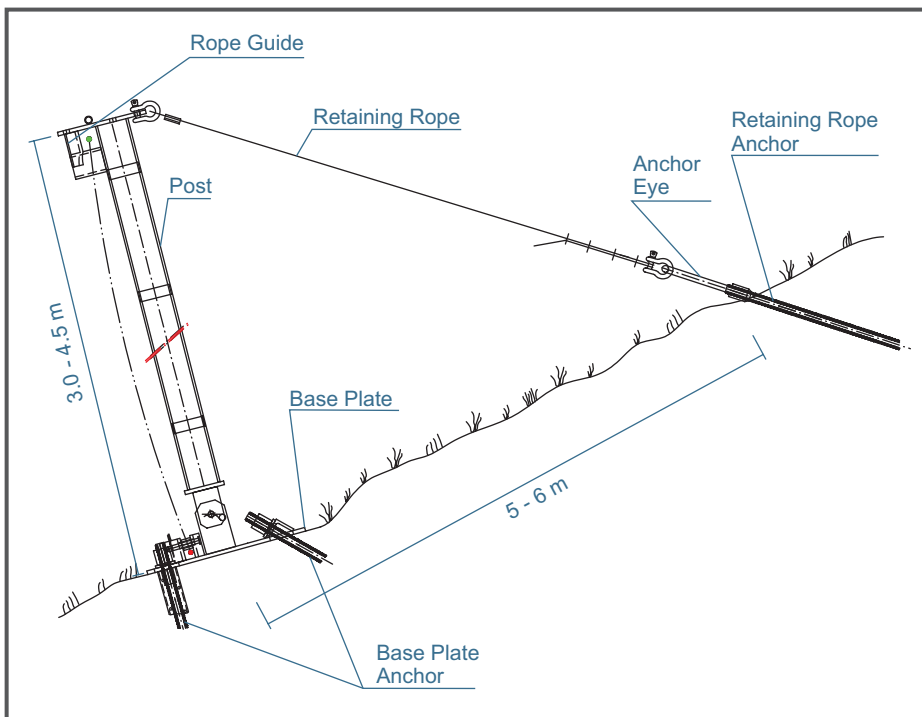 Rope Guide
Retaining Rope
Retaining Rope
Anchor
Anchor
Eye
Post
3.0 - 4.5 m
Base Plate
5 - 6 m
Base Plate
Anchor